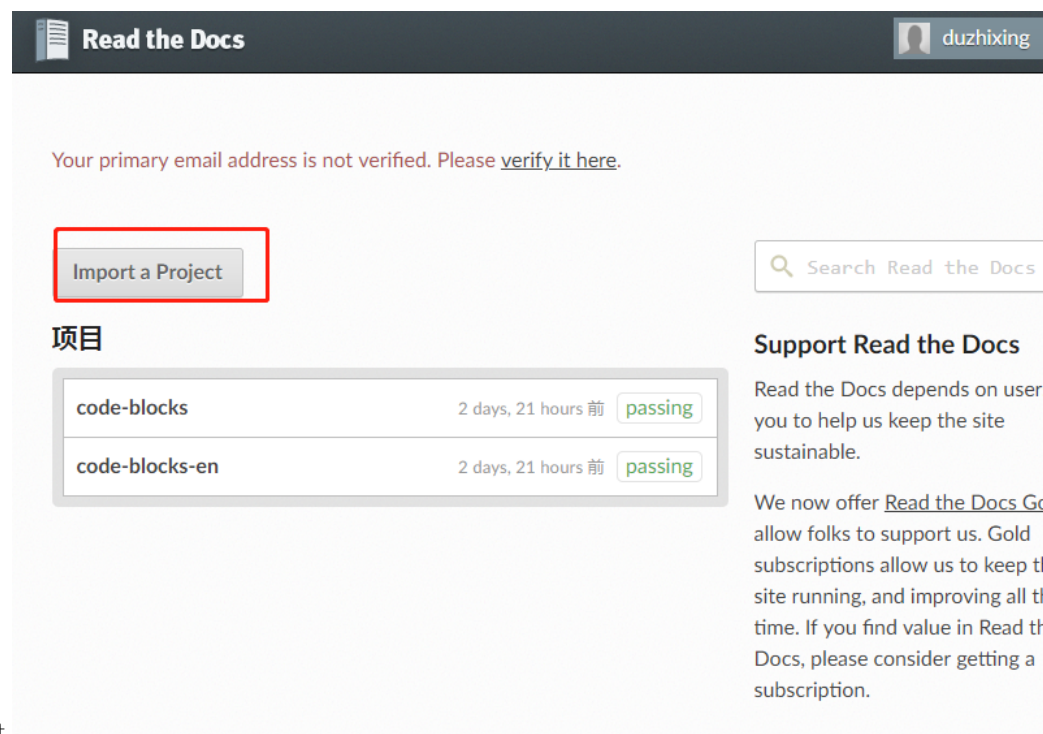 Read the Docs
duzhixing
Your primary email address is not verified. Please verify it here.
Import a Project
Search Read the Docs
项目
code-blocks 2 days, 21 hours 前 passing
code-blocks-en 2 days, 21 hours 前 passing
Support Read the Docs
Read the Docs depends on user
you to help us keep the site
sustainable.
We now offer Read the Docs
allow folks to support us. Gold
subscriptions allow us to keep
site running, and improving all
time. If you find value in Read
Docs, please consider getting a
subscription.